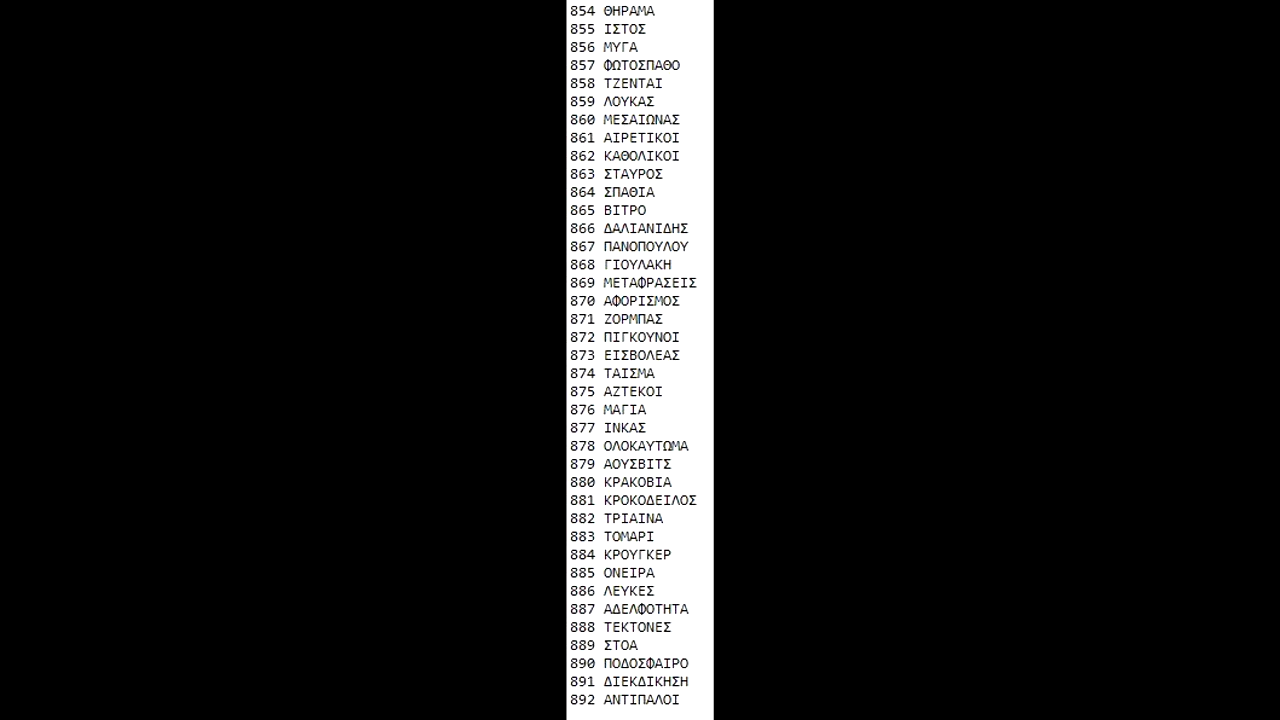 854 ΘΗΡΑΜΑ
855 ΙΣΤΟΣ
856 ΜΥΓΑ
857 ΦΩΤΟΣΠΑΘΟ
858 ΤΖΕΝΤΑΙ
859 ΛΟΥΚΑΣ
860 ΜΕΣΑΙΩΝΑΣ
861 ΑΙΡΕΤΙΚΟΙ
862 ΚΑΘΟΛΙΚΟΙ
863 ΣΤΑΥΡΟΣ
864 ΣΠΑΘΙΑ
865 ΒΙΤΡΟ
866 ΔΑΛΙΑΝΙΔΗΣ
867 ΠΑΝΟΠΟΥΛΟΥ
868 ΓΙΟΥΛΑΚΗ
869 ΜΕΤΑΦΡΑΣΕΙΣ
870 ΑΦΟΡΙΣΜΟΣ
871 ΖΟΡΜΠΑΣ
872 ΠΙΓΚΟΥΝΟΙ
873 ΕΙΣΒΟΛΕΑΣ
874 ΤΑΙΣΜΑ
875 ΑΖΤΕΚΟΙ
876 ΜΑΓΙΑ
877 ΙΝΚΑΣ
878 ΟΛΟΚΑΥΤΩΜΑ
879 ΑΟΥΣΒΙΤΣ
880 ΚΡΑΚΟΒΙΑ
881 ΚΡΟΚΟΔΕΙΛΟΣ
882 ΤΡΙΑΙΝΑ
883 ΤΟΜΑΡΙ
884 ΚΡΟΥΓΚΕΡ
885 ΟΝΕΙΡΑ
886 ΛΕΥΚΕΣ
887 ΑΔΕΛΦΟΤΗΤΑ
888 ΤΕΚΤΟΝΕΣ
889 ΣΤΟΑ
890 ΠΟΔΟΣΦΑΙΡΟ
891 ΔΙΕΚΔΙΚΗΣΗ
892 ΑΝΤΙΠΑΛΟΙ